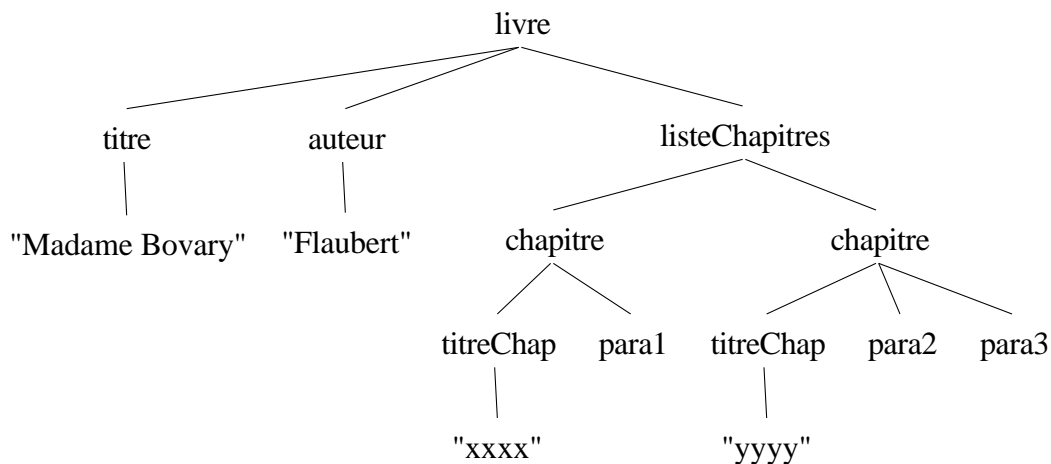 livre
titre auteur listeChapitres
"Madame Bovary" "Flaubert" chapitre chapitre
titreChap para1 titreChap para2 para3
"xxxx" "yyyy"